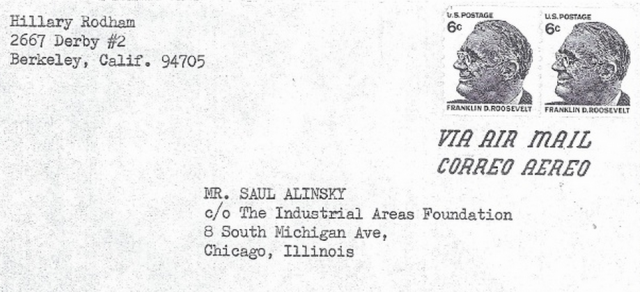 Hillary Rodham
2667 Derby #2
Berkeley, Calif. 94705
U.S. POSTAGE
6c
FRANKLIN D. ROOSEVELT
U.S. POSTAGE
6c
FRANKLIN D. ROOSEVELT
VIA AIR MAIL
CORREO AEREO
MR. SAUL ALINSKY
c/o The Industrial Areas Foundation
8 South Michigan Ave,
Chicago, Illinois